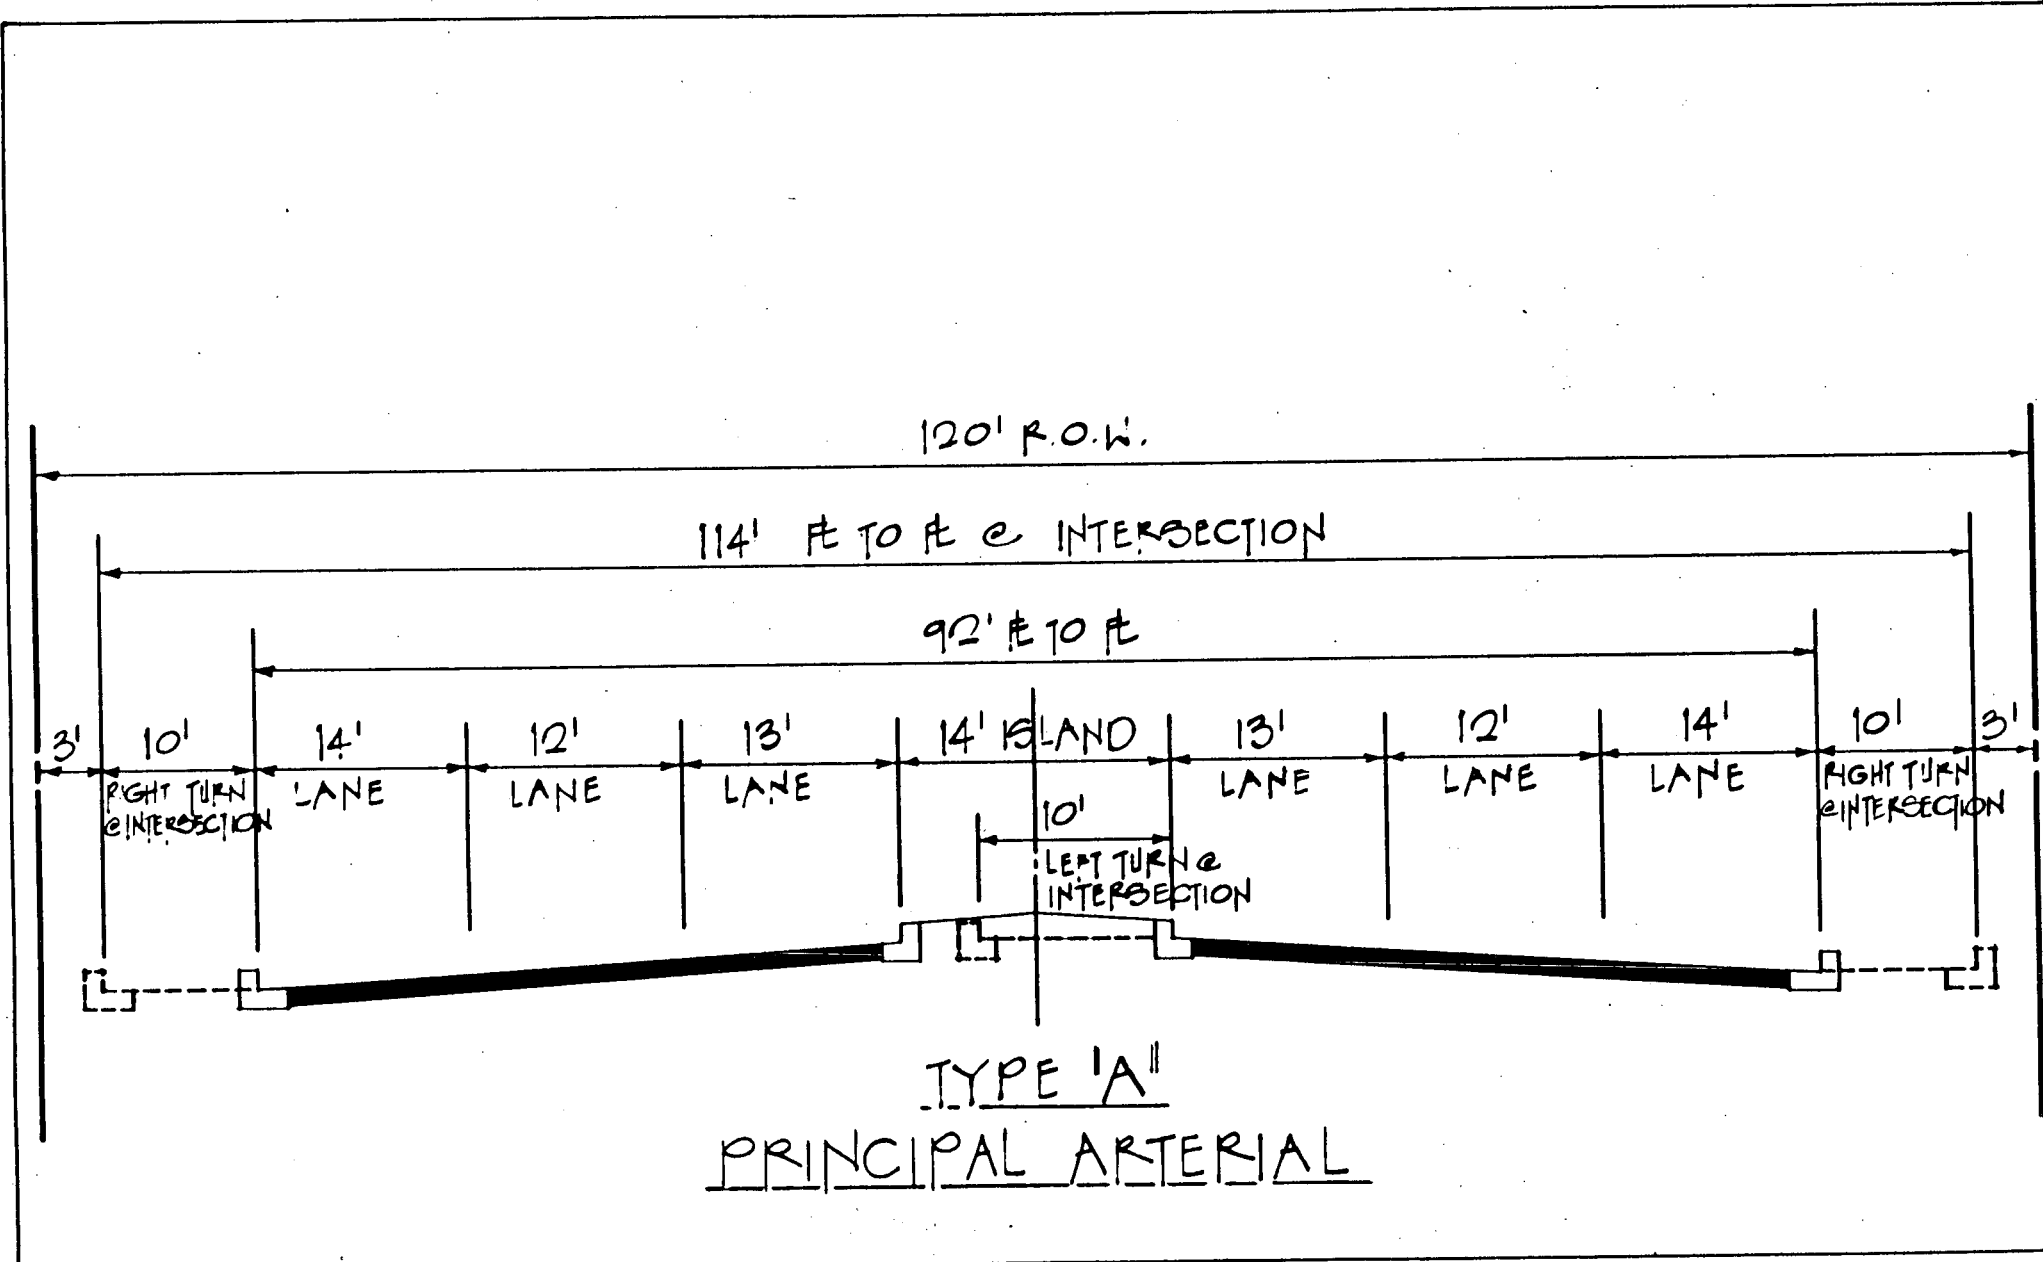 120' R.O.W.
114' ⅊ TO ⅊ @ INTERSECTION
92' ⅊ TO ⅊
3' 10' 14' 12' 13' 14' ISLAND 13' 12' 14' 10' 3'
RIGHT TURN LANE LANE LANE LANE LANE LANE RIGHT TURN
@ INTERSECTION @ INTERSECTION
10'
LEFT TURN @
INTERSECTION
TYPE 'A"
PRINCIPAL ARTERIAL